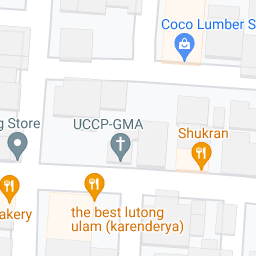 Coco Lumber S
UCCP-GMA
g Store
Shukran
akery
the best lutong
ulam (karenderya)